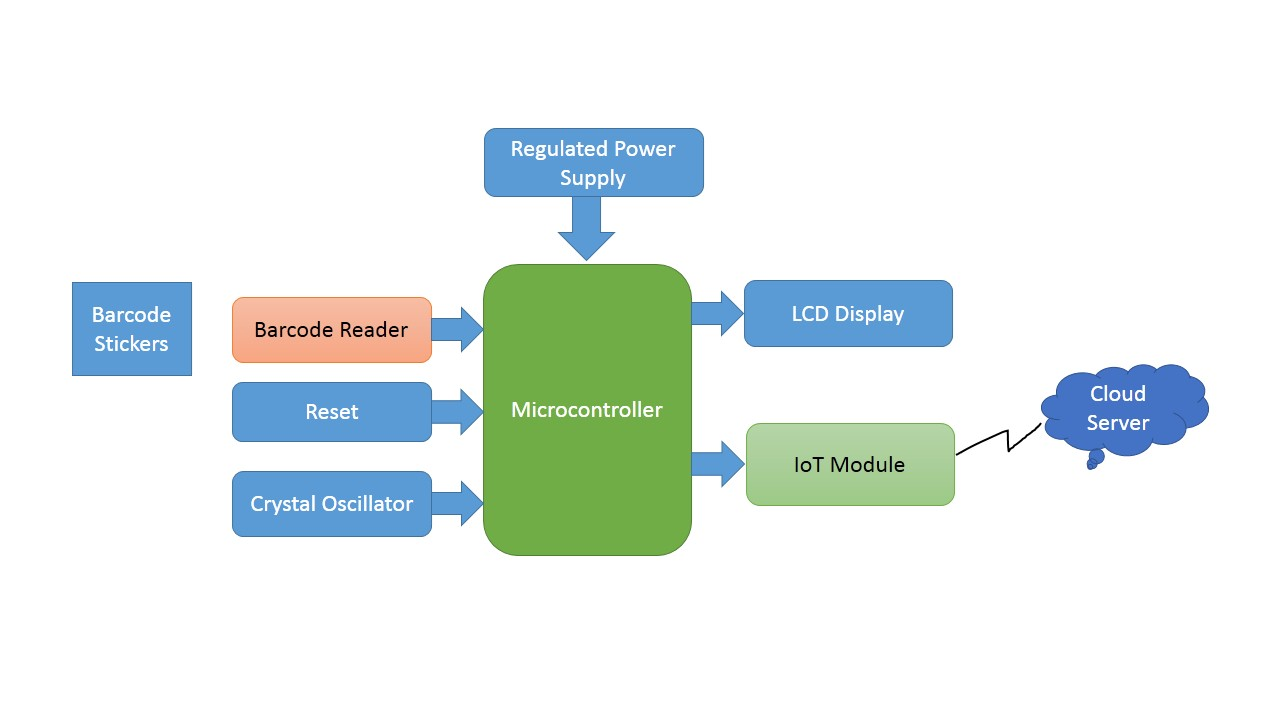 Regulated Power
Supply
Barcode
Stickers
Barcode Reader
LCD Display
Reset
Microcontroller
Cloud
Server
IoT Module
Crystal Oscillator